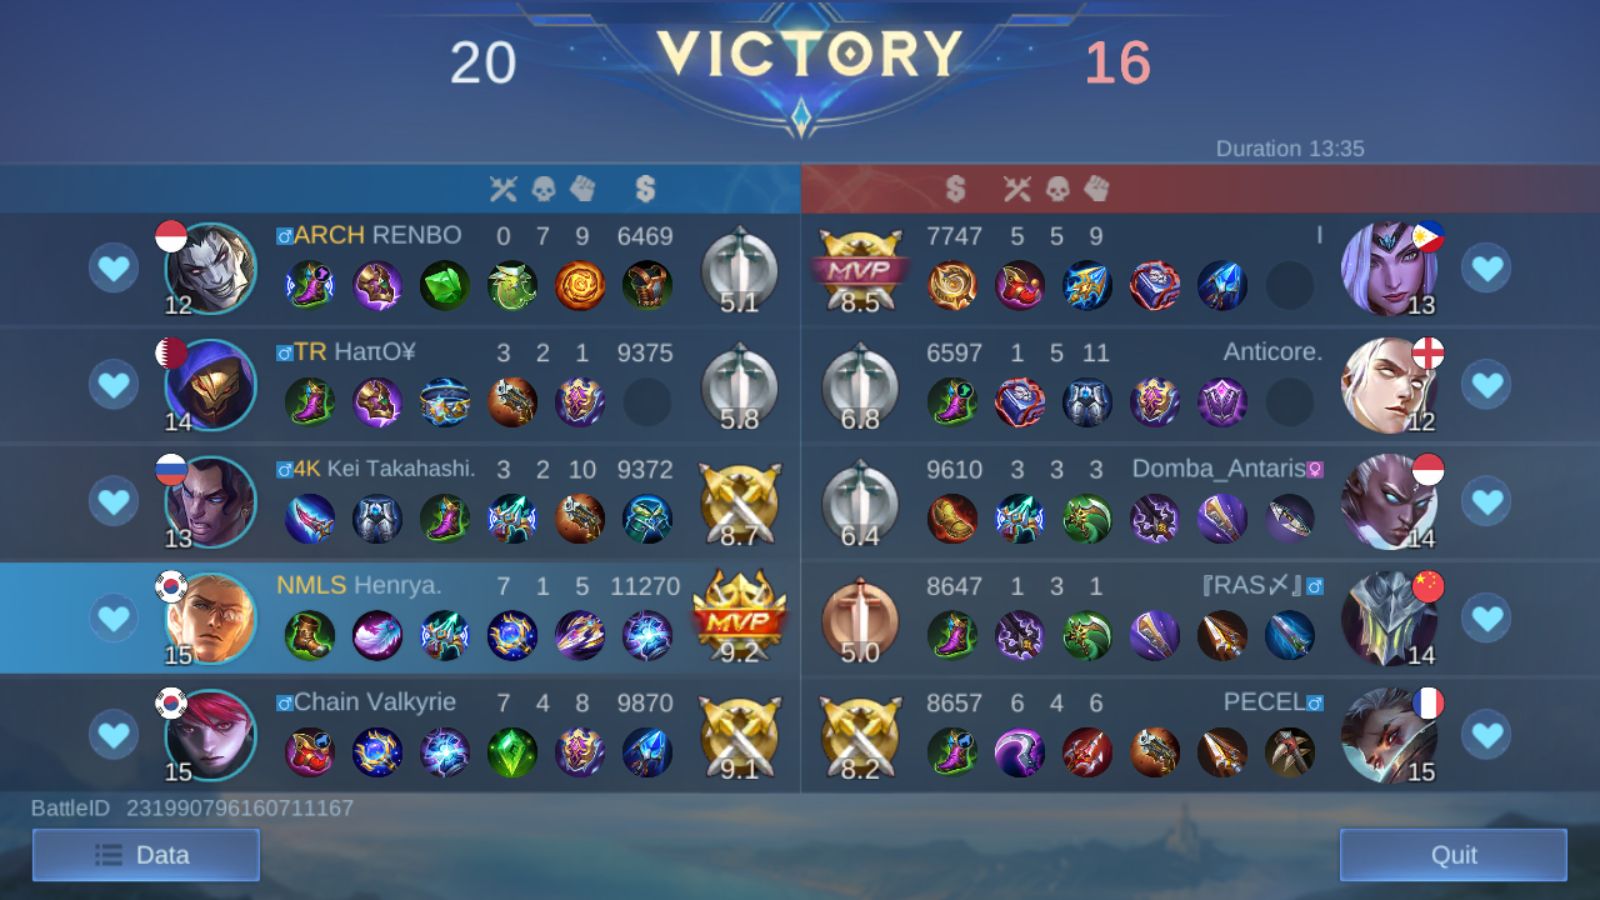 20 VICTORY 16
Duration 13:35
ARCH RENBO 0 7 9 6469
12 5.1
MVP 8.5 7747 5 5 9 I
13
TR HaπO¥ 3 2 1 9375
14 5.8
6.8 6597 1 5 11 Anticore.
12
4K Kei Takahashi. 3 2 10 9372
13 8.7
6.4 9610 3 3 3 Domba_Antaris
14
NMLS Henrya. 7 1 5 11270
15 MVP 9.2
5.0 8647 1 3 1 『RAS〆』
14
Chain Valkyrie 7 4 8 9870
15 9.1
8.2 8657 6 4 6 PECEL
15
BattleID 231990796160711167
Data
Quit